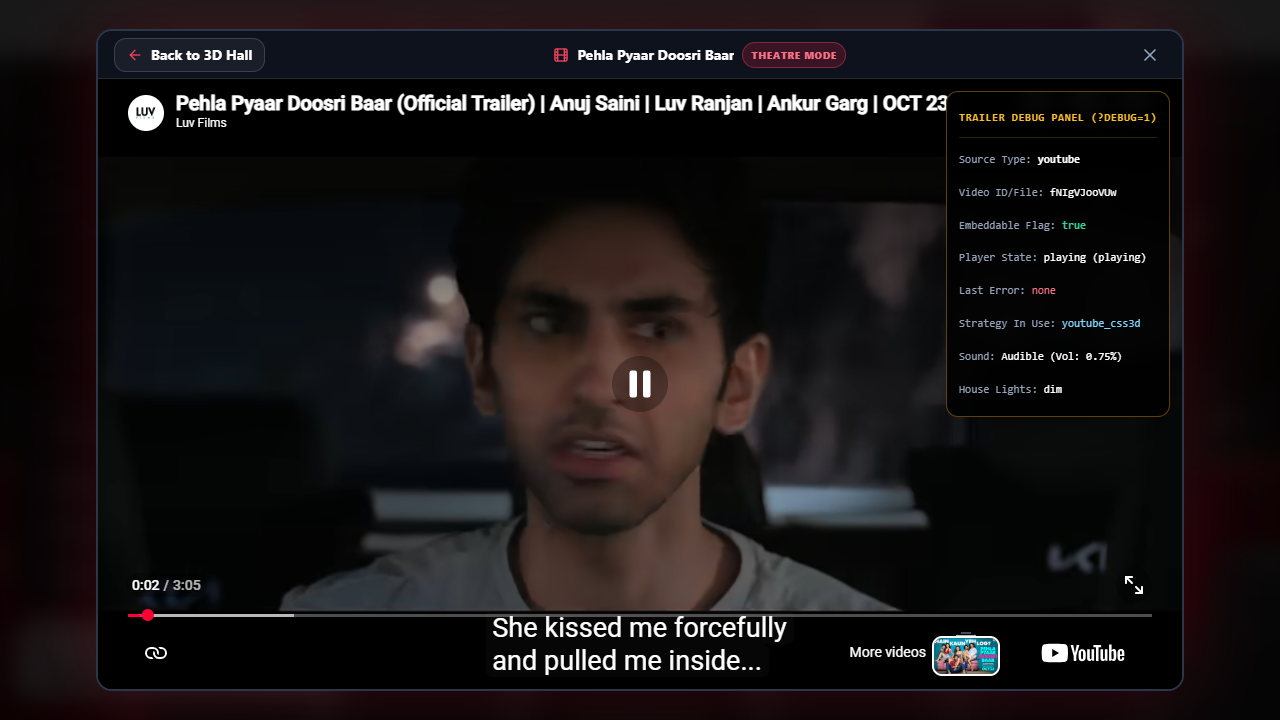 Back to 3D Hall
Pehla Pyaar Doosri Baar
THEATRE MODE
LUV
Pehla Pyaar Doosri Baar (Official Trailer) | Anuj Saini | Luv Ranjan | Ankur Garg | OCT 23
Luv Films
TRAILER DEBUG PANEL (?DEBUG=1)
Source Type: youtube
Video ID/File: fNIgVJooVUw
Embeddable Flag: true
Player State: playing (playing)
Last Error: none
Strategy In Use: youtube_css3d
Sound: Audible (Vol: 0.75%)
House Lights: dim
0:02 / 3:05
She kissed me forcefully
and pulled me inside...
More videos
YouTube